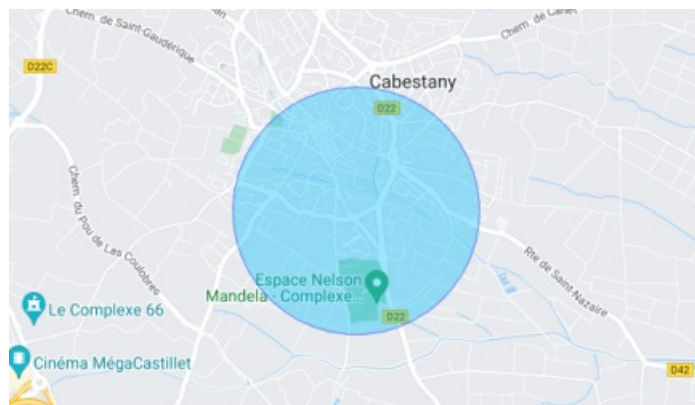 Chem. de Saint-Gaudérique
Chem. de Canet
D22C
Cabestany
D22
Chem. du Pou de Las Coulobres
Rte de Saint-Nazaire
Espace Nelson
Mandela - Complexe...
Le Complexe 66
D22
Cinéma MégaCastillet
D42